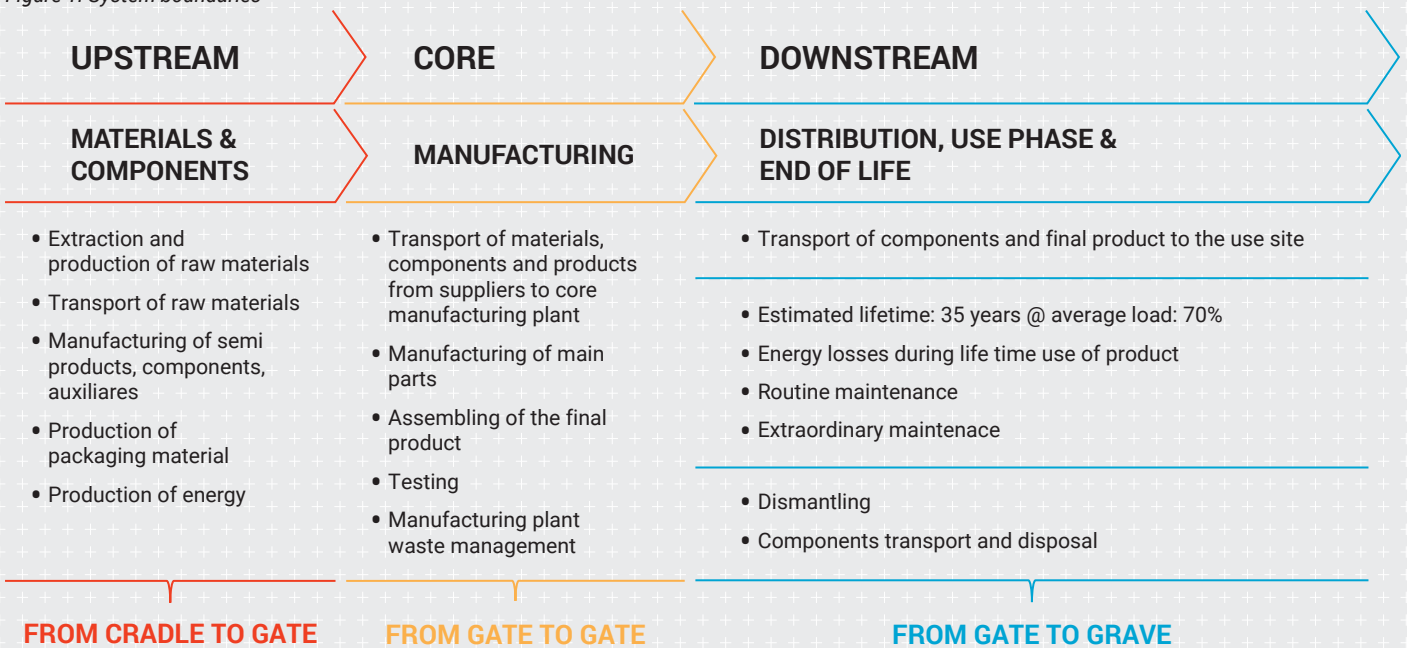 Figure 1: System boundaries
UPSTREAM
CORE
DOWNSTREAM
MATERIALS &
COMPONENTS
MANUFACTURING
DISTRIBUTION, USE PHASE &
END OF LIFE
• Extraction and
production of raw materials
• Transport of raw materials
• Manufacturing of semi
products, components,
auxiliares
• Production of
packaging material
• Production of energy
• Transport of materials,
components and products
from suppliers to core
manufacturing plant
• Manufacturing of main
parts
• Assembling of the final
product
• Testing
• Manufacturing plant
waste management
• Transport of components and final product to the use site
• Estimated lifetime: 35 years @ average load: 70%
• Energy losses during life time use of product
• Routine maintenance
• Extraordinary maintenace
• Dismantling
• Components transport and disposal
FROM CRADLE TO GATE
FROM GATE TO GATE
FROM GATE TO GRAVE